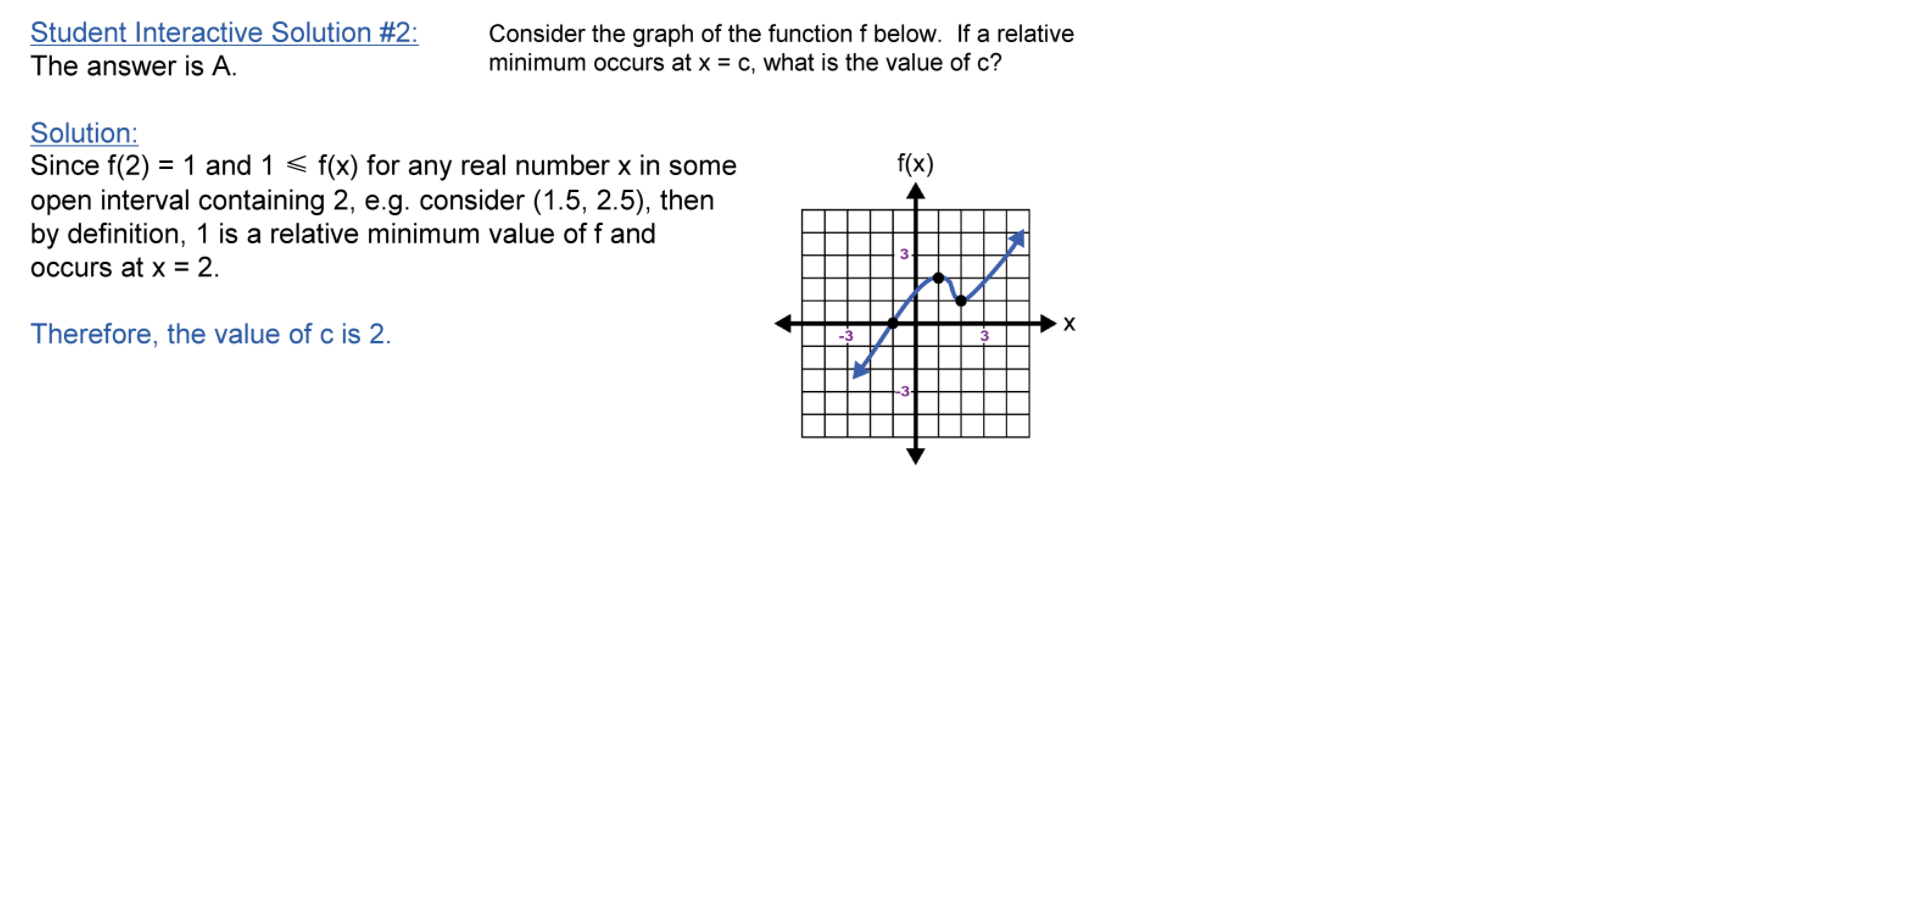 Student Interactive Solution #2:
The answer is A.
Consider the graph of the function f below.  If a relative
minimum occurs at x = c, what is the value of c?
Solution:
Since f(2) = 1 and 1 ⩽ f(x) for any real number x in some
open interval containing 2, e.g. consider (1.5, 2.5), then
by definition, 1 is a relative minimum value of f and
occurs at x = 2.
Therefore, the value of c is 2.
f(x)
3
x
-3
3
-3